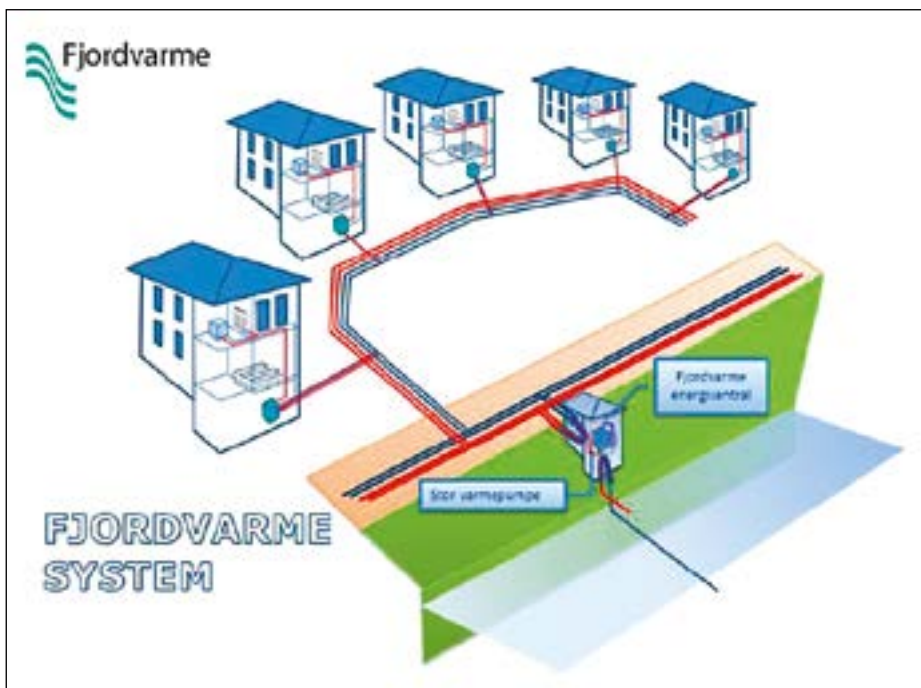 Fjordvarme
Fjordvarme
energisentral
Stor varmepumpe
FJORDVARME
SYSTEM